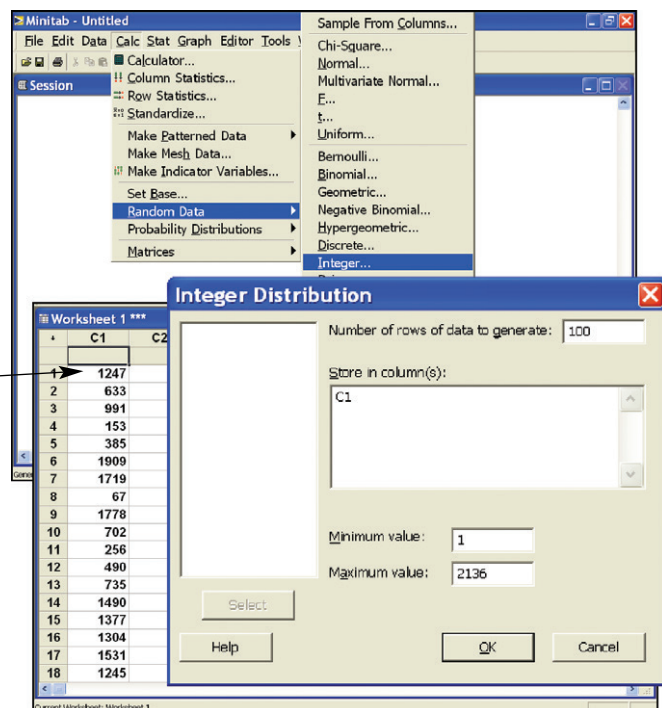 Minitab - Untitled
File Edit Data Calc Stat Graph Editor Tools
Session
Calculator...
Column Statistics...
Row Statistics...
Standardize...
Make Patterned Data
Make Mesh Data...
Make Indicator Variables...
Set Base...
Random Data
Probability Distributions
Matrices
Sample From Columns...
Chi-Square...
Normal...
Multivariate Normal...
F...
t...
Uniform...
Bernoulli...
Binomial...
Geometric...
Negative Binomial...
Hypergeometric...
Discrete...
Integer...
Worksheet 1 ***
C1 C2
1 1247
2 633
3 991
4 153
5 385
6 1909
7 1719
8 67
9 1778
10 702
11 256
12 490
13 735
14 1490
15 1377
16 1304
17 1531
18 1245
Current Worksheet: Worksheet 1
Integer Distribution
Number of rows of data to generate: 100
Store in column(s):
C1
Minimum value: 1
Maximum value: 2136
Select
Help OK Cancel